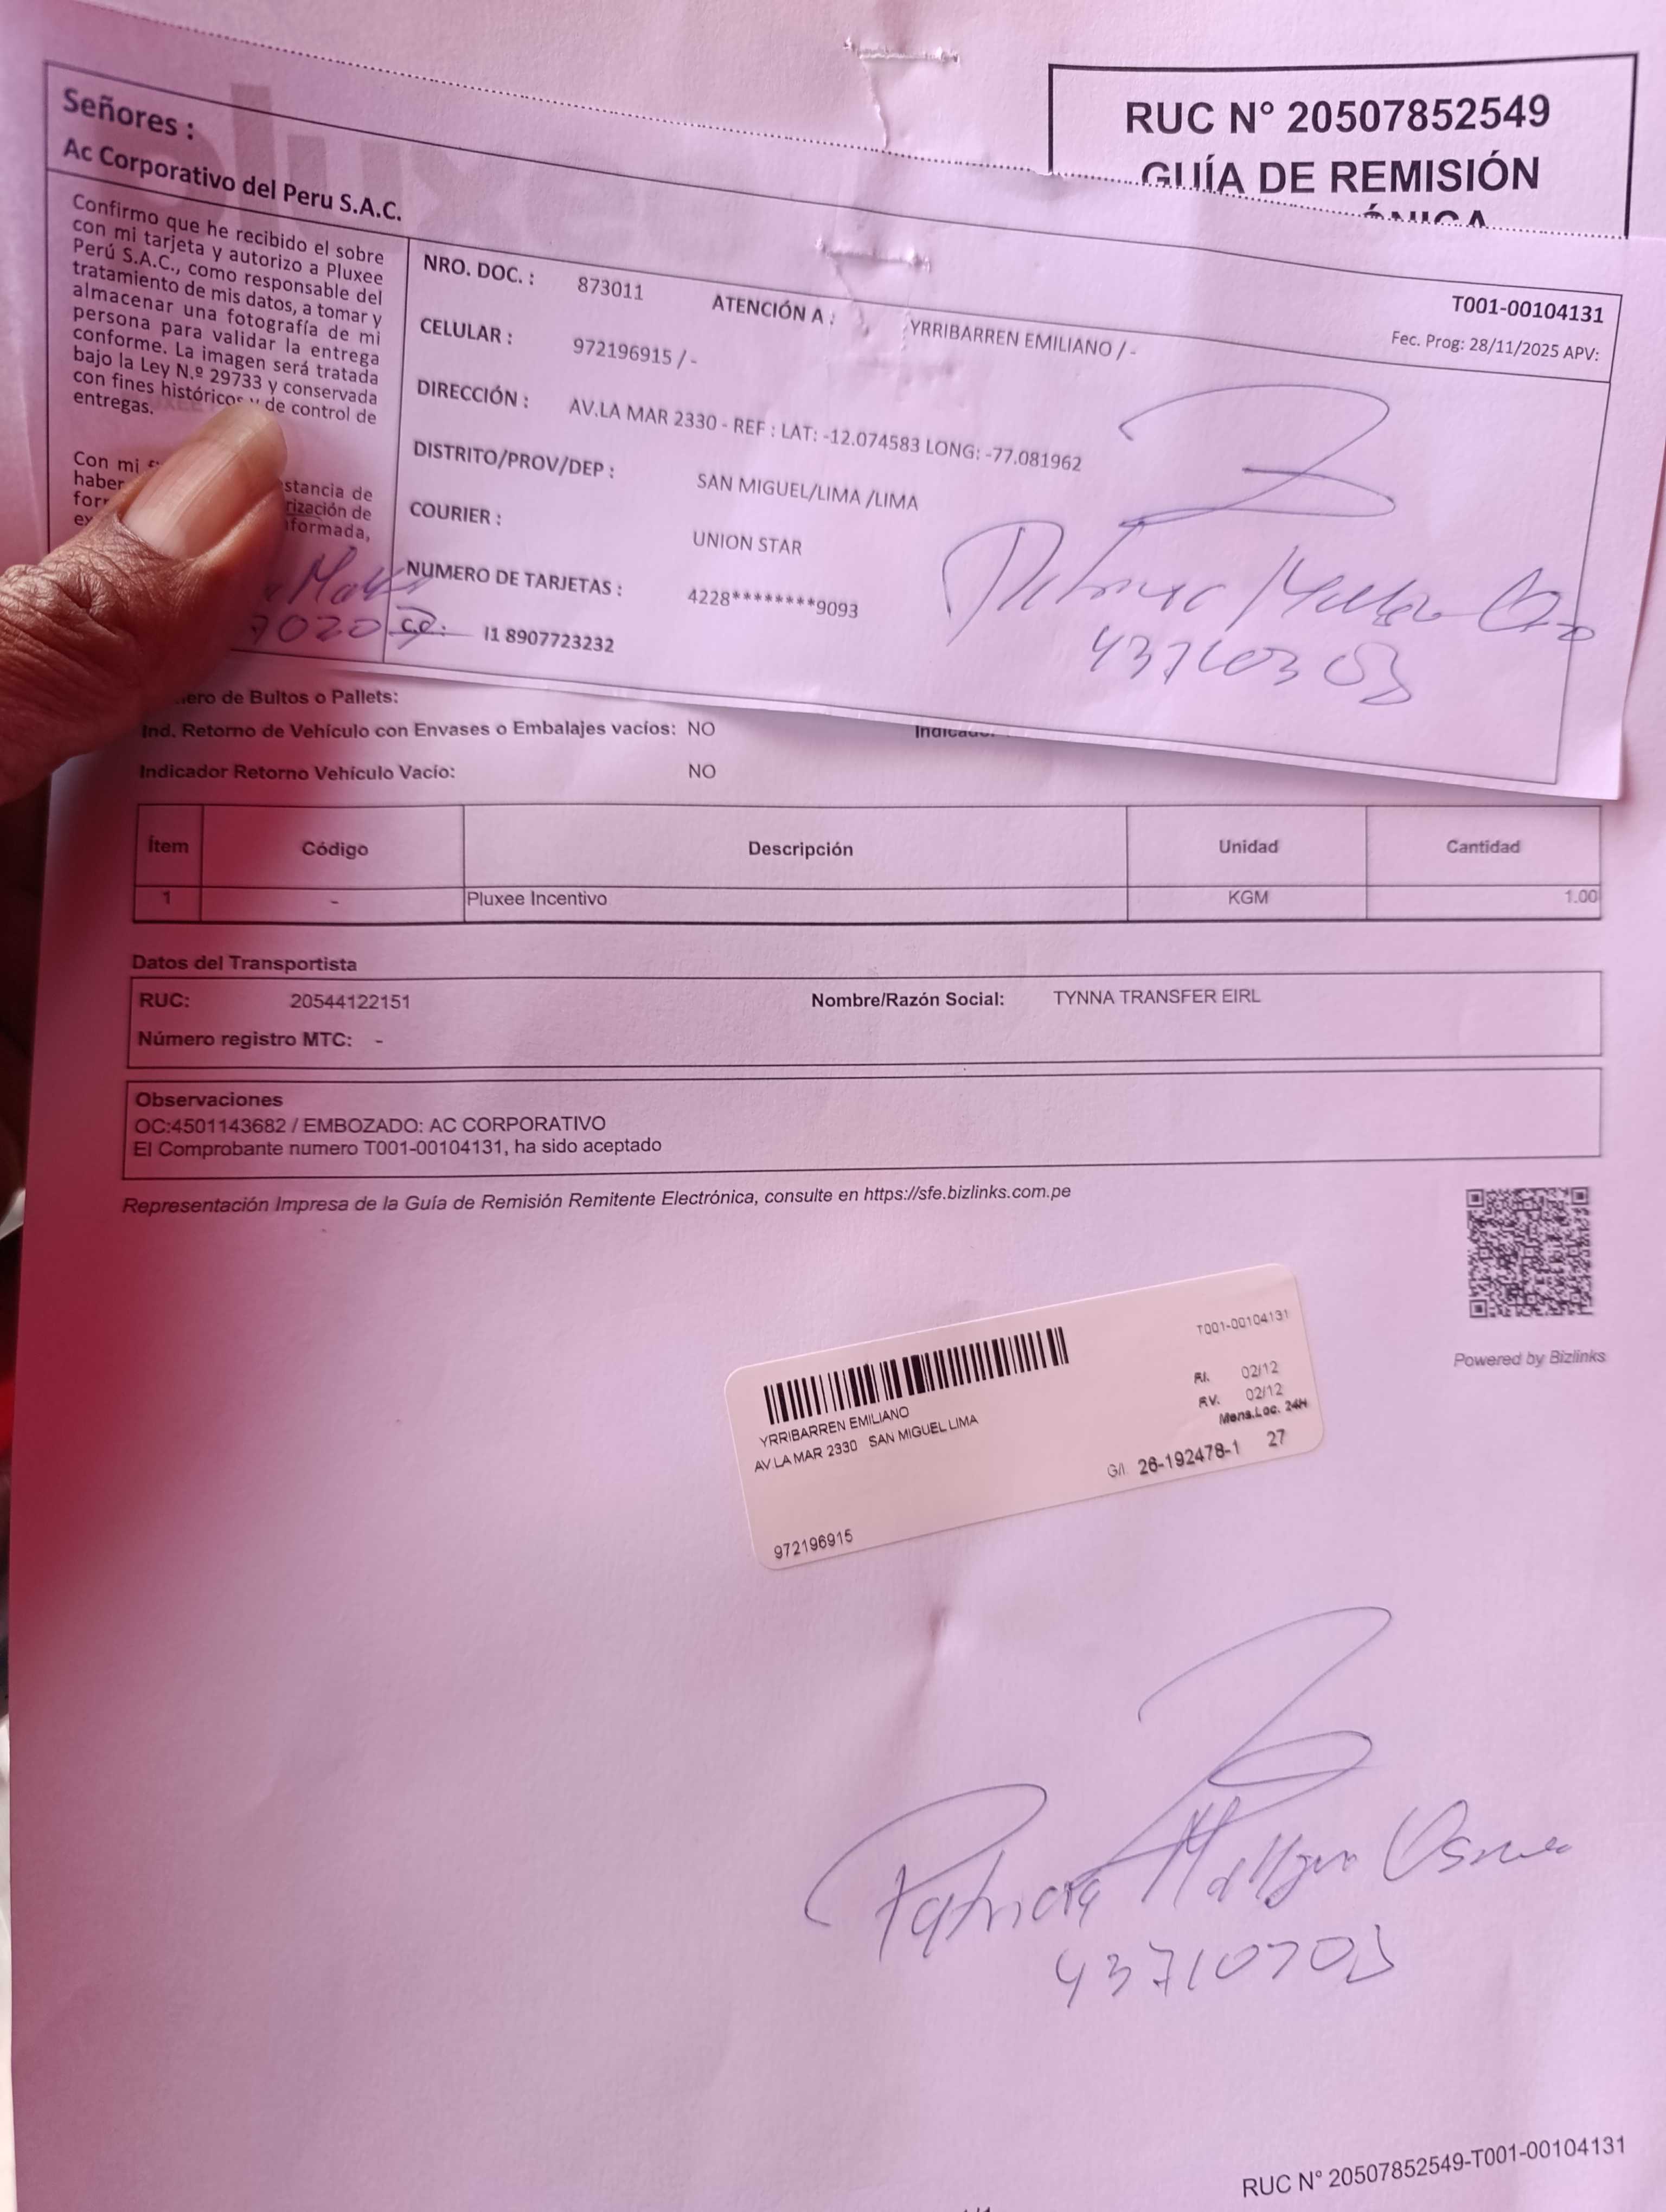 RUC N° 20507852549
GUÍA DE REMISIÓN
Señores :
Ac Corporativo del Peru S.A.C.
Confirmo que he recibido el sobre
con mi tarjeta y autorizo a Pluxee
Perú S.A.C., como responsable del
tratamiento de mis datos, a tomar y
almacenar una fotografía de mi
persona para validar la entrega
conforme. La imagen será tratada
bajo la Ley N.º 29733 y conservada
con fines históricos y de control de
entregas.
Con mi
haber
NRO. DOC. : 873011 ATENCIÓN A : YRRIBARREN EMILIANO / -
T001-00104131
Fec. Prog: 28/11/2025 APV:
CELULAR : 972196915 / -
DIRECCIÓN : AV.LA MAR 2330 - REF : LAT: -12.074583 LONG: -77.081962
DISTRITO/PROV/DEP : SAN MIGUEL/LIMA /LIMA
COURIER : UNION STAR
NUMERO DE TARJETAS : 4228********9093
I1 8907723232
de Bultos o Pallets:
Ind. Retorno de Vehículo con Envases o Embalajes vacíos: NO
Indicador Retorno Vehículo Vacío: NO
Ítem Código Descripción Unidad Cantidad
1 - Pluxee Incentivo KGM 1.00
Datos del Transportista
RUC: 20544122151 Nombre/Razón Social: TYNNA TRANSFER EIRL
Número registro MTC: -
Observaciones
OC:4501143682 / EMBOZADO: AC CORPORATIVO
El Comprobante numero T001-00104131, ha sido aceptado
Representación Impresa de la Guía de Remisión Remitente Electrónica, consulte en https://sfe.bizlinks.com.pe
Powered by Bizlinks
T001-00104131
YRRIBARREN EMILIANO
AV.LA MAR 2330 SAN MIGUEL LIMA
RI. 02/12
RV. 02/12
Mens.Loc. 24H
G/I 26-192478-1 27
972196915
Patricia
RUC N° 20507852549-T001-00104131